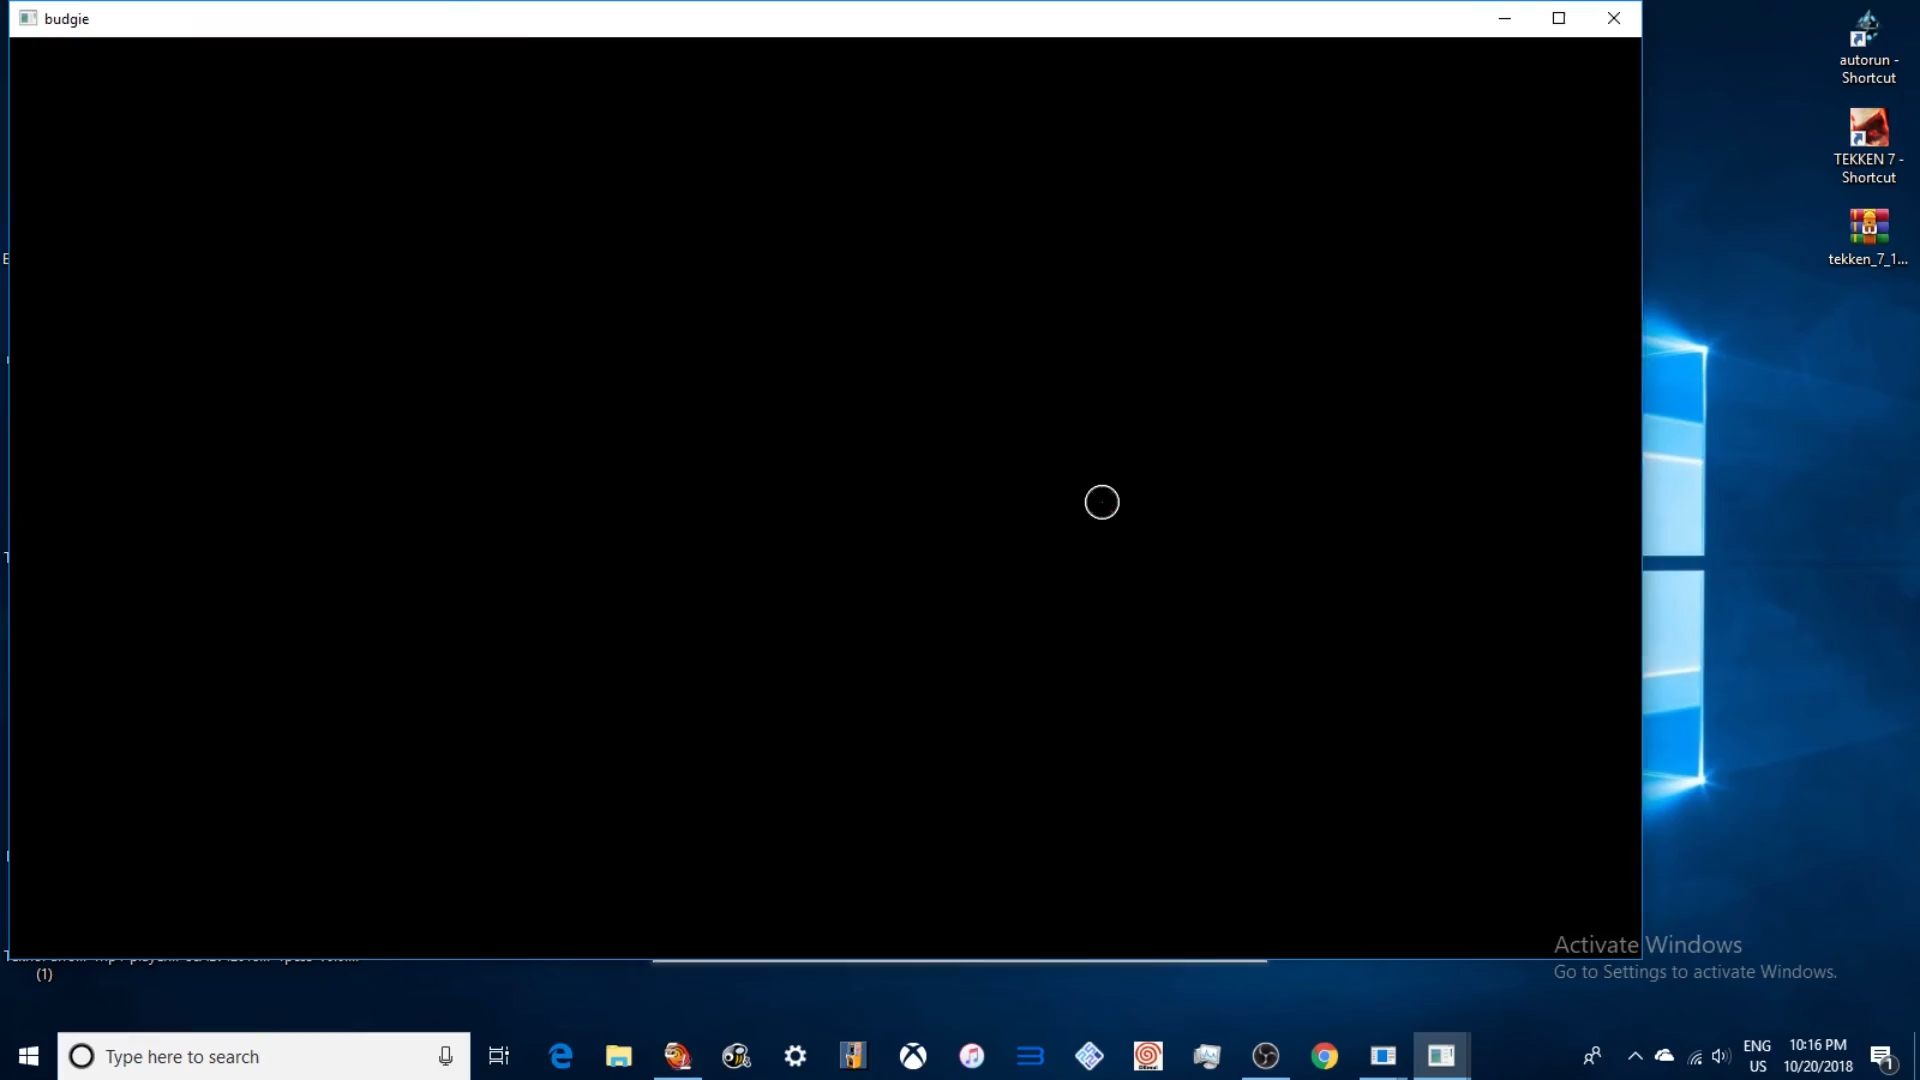 budgie
autorun -
Shortcut
TEKKEN 7 -
Shortcut
tekken_7_1...
(1)
Activate Windows
Go to Settings to activate Windows.
Type here to search
ENG
US
10:16 PM
10/20/2018
1